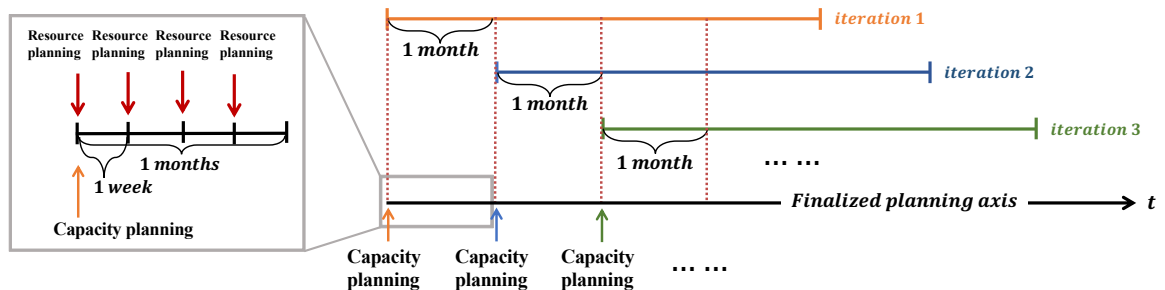 Resource planning
Resource planning
Resource planning
Resource planning
1 months
1 week
Capacity planning
iteration 1
1 month
iteration 2
1 month
iteration 3
1 month
... ...
Finalized planning axis
t
Capacity
planning
Capacity
planning
Capacity
planning
... ...